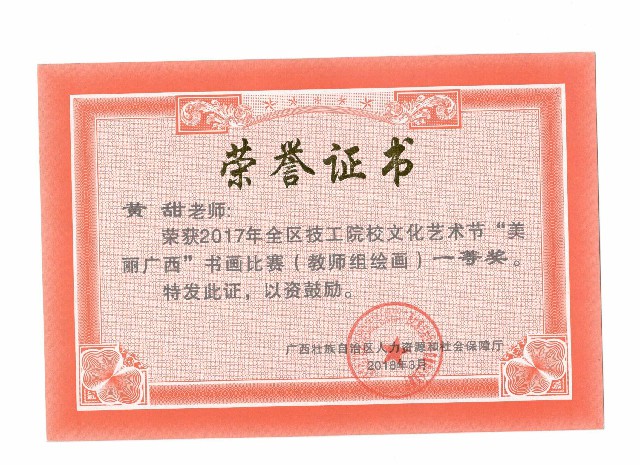 荣誉证书
黄 甜老师:
荣获2017年全区技工院校文化艺术节“美
丽广西”书画比赛（教师组绘画）一等奖。
特发此证，以资鼓励。
广西壮族自治区人力资源和社会保障厅
2018年3月